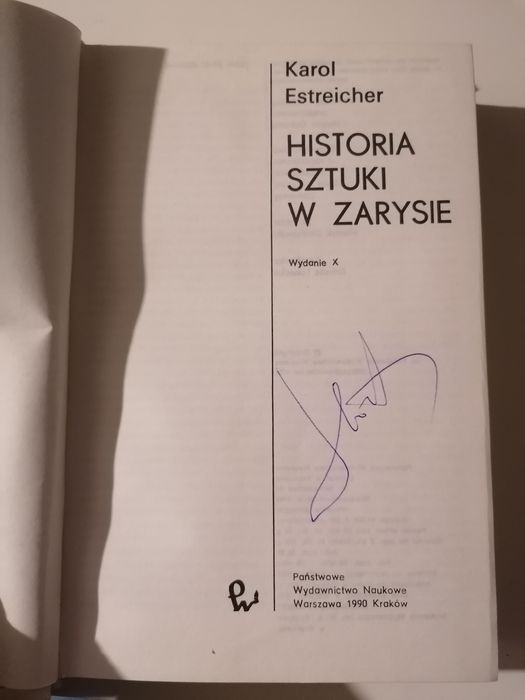 Karol
Estreicher
HISTORIA
SZTUKI
W ZARYSIE
Wydanie X
Państwowe
Wydawnictwo Naukowe
Warszawa 1990 Kraków